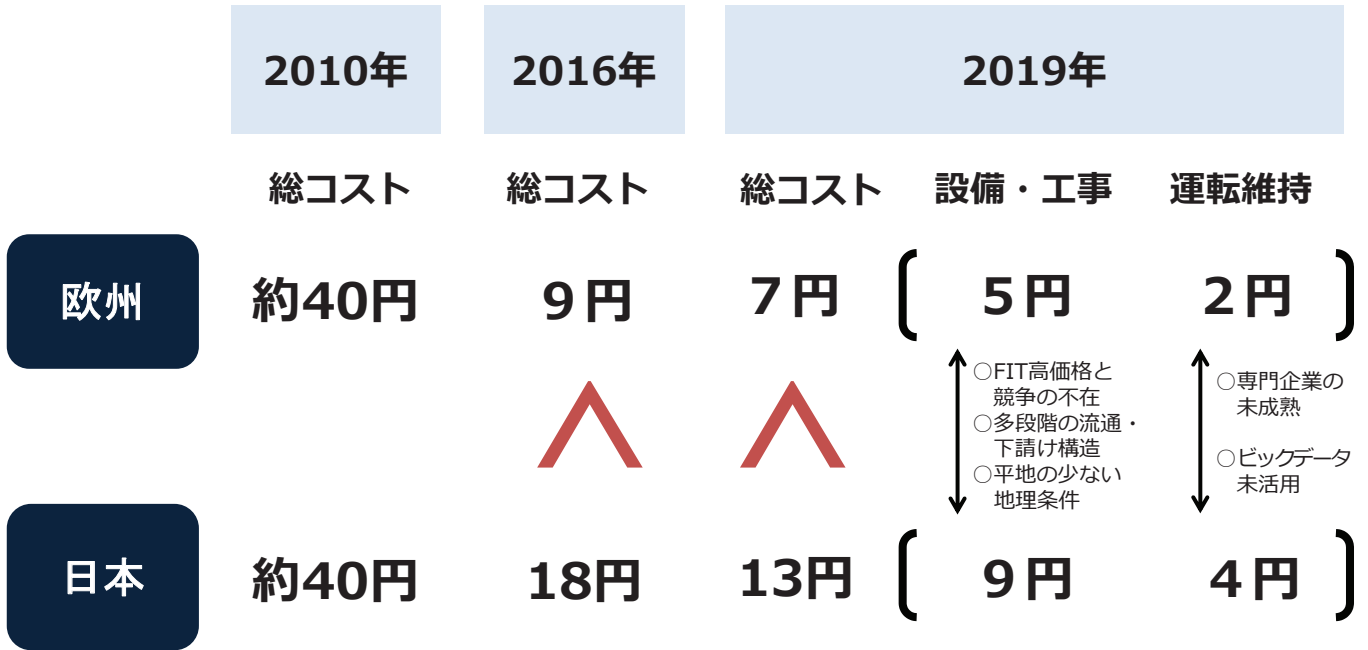 2010年 2016年 2019年
総コスト 総コスト 総コスト 設備・工事 運転維持
欧州 約40円 9円 7円 5円 2円
○FIT高価格と
競争の不在
○多段階の流通・
下請け構造
○平地の少ない
地理条件
○専門企業の
未成熟
○ビックデータ
未活用
日本 約40円 18円 13円 9円 4円